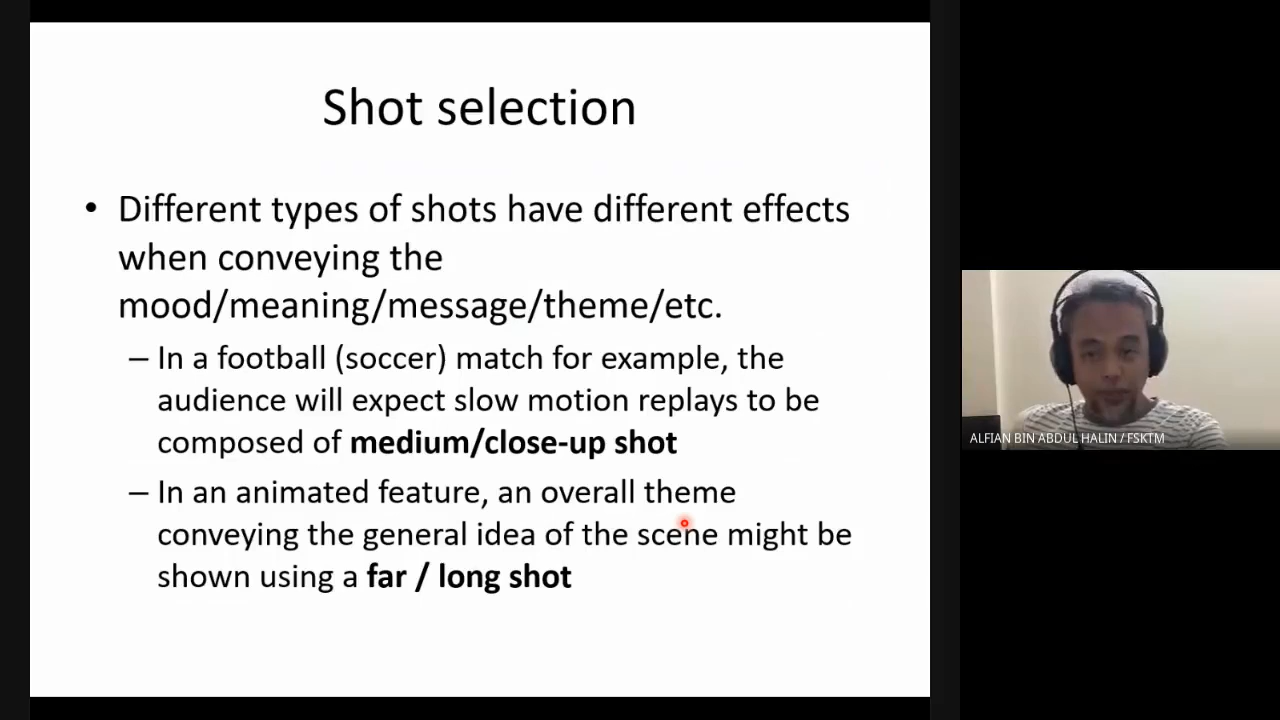 Shot selection
• Different types of shots have different effects
when conveying the
mood/meaning/message/theme/etc.
– In a football (soccer) match for example, the
audience will expect slow motion replays to be
composed of medium/close-up shot
– In an animated feature, an overall theme
conveying the general idea of the scene might be
shown using a far / long shot
ALFIAN BIN ABDUL HALIN / FSKTM